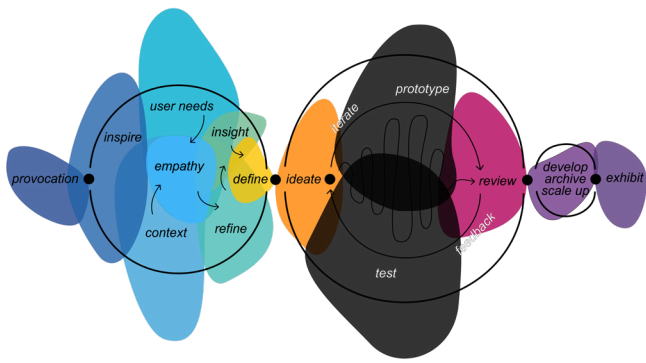 provocation
inspire
user needs
empathy
context
insight
define
refine
ideate
iterate
prototype
test
review
feedback
develop
archive
scale up
exhibit